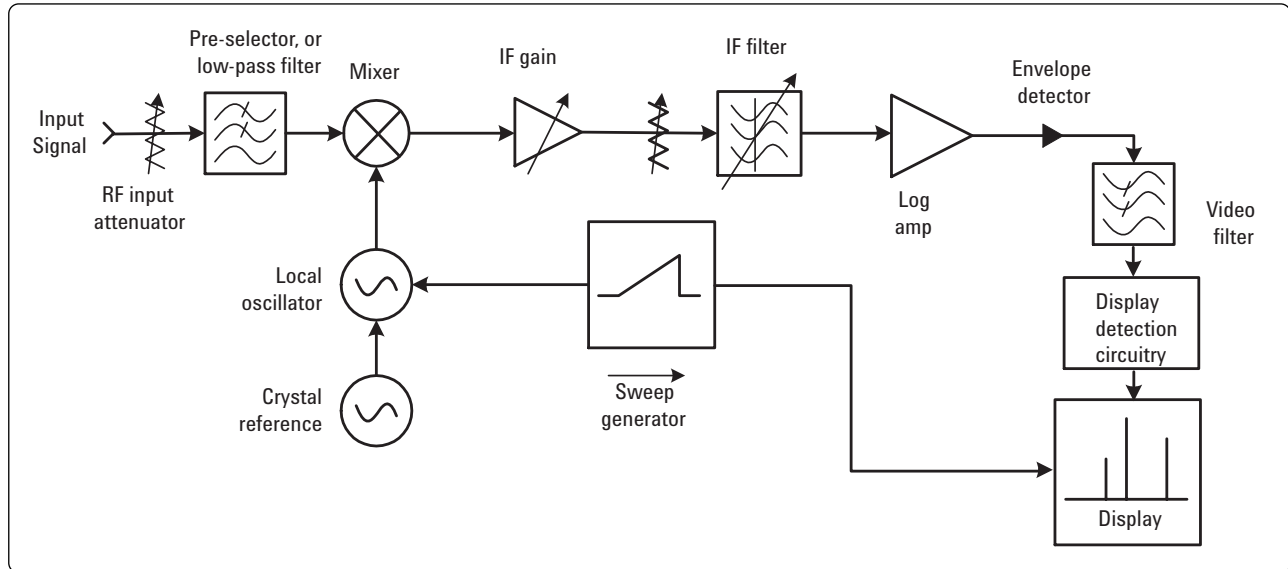 Pre-selector, or
low-pass filter
Mixer
IF gain
IF filter
Envelope
detector
Input
Signal
RF input
attenuator
Log
amp
Video
filter
Local
oscillator
Display
detection
circuitry
Crystal
reference
Sweep
generator
Display